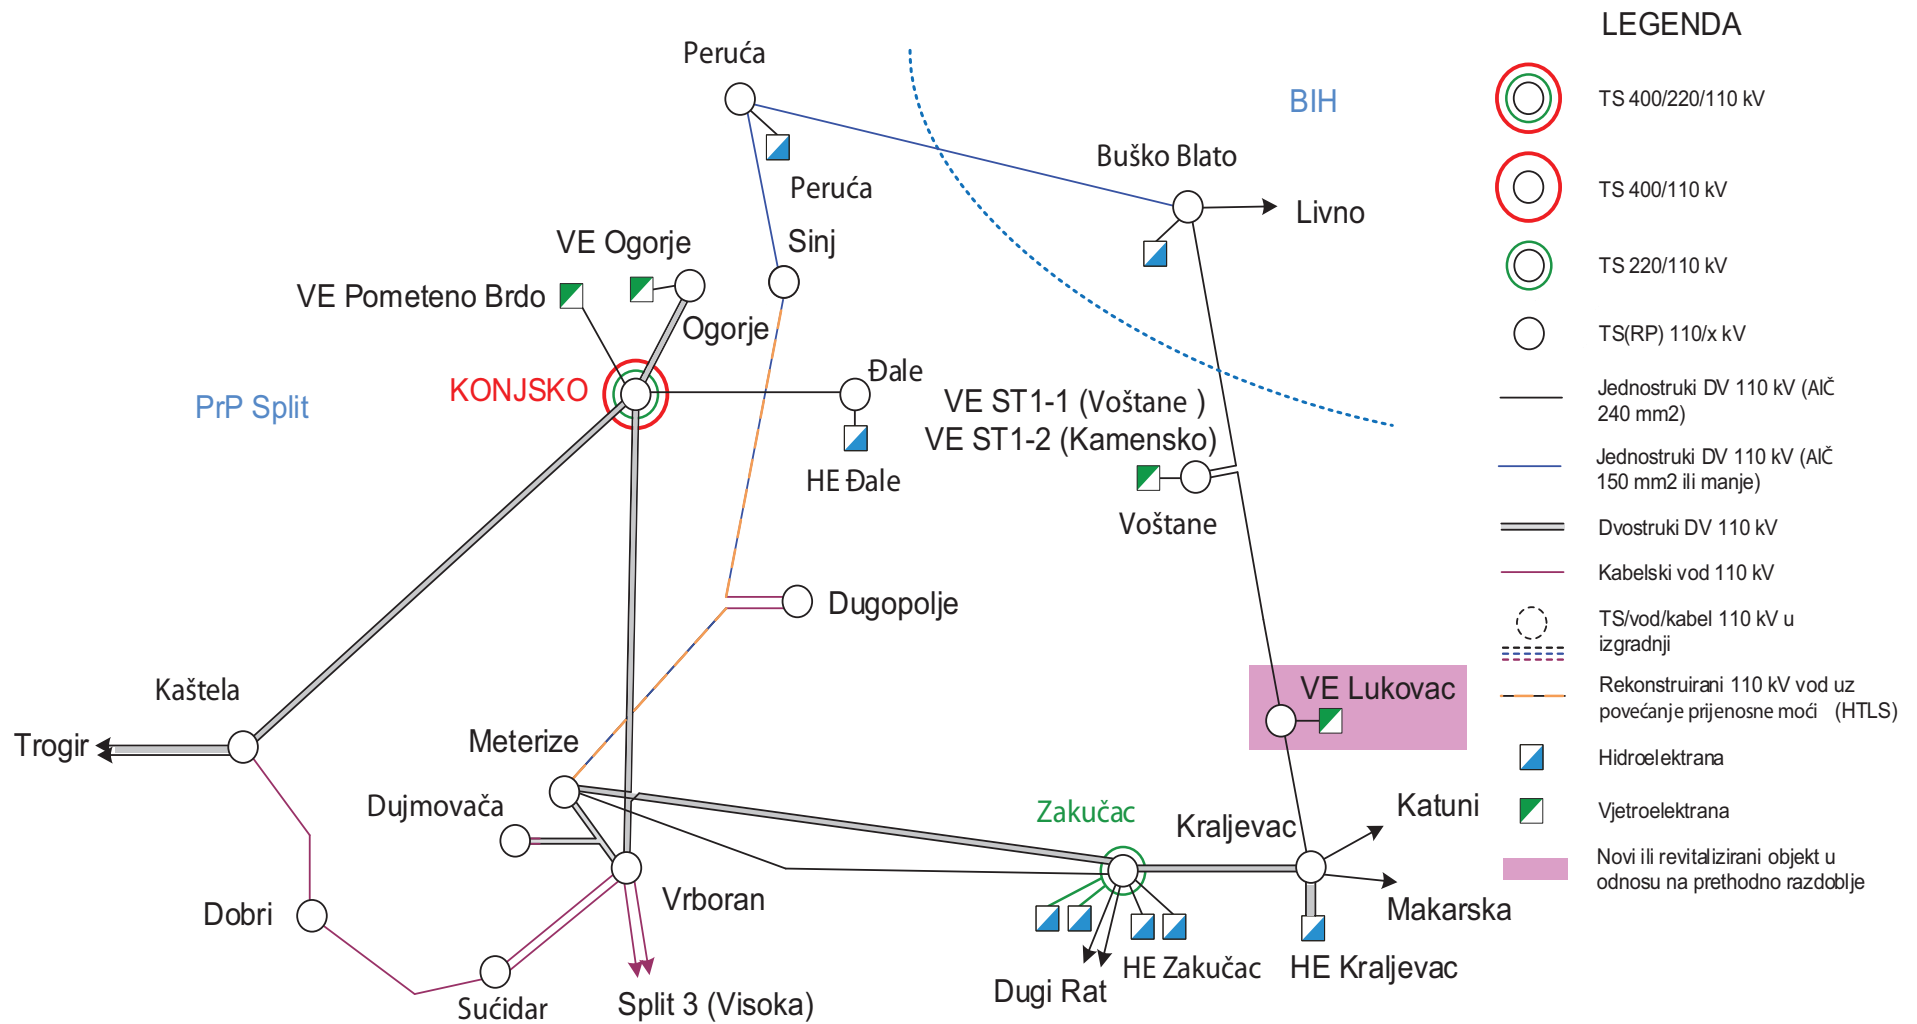 LEGENDA
Peruća
BIH
TS 400/220/110 kV
Buško Blato
Peruća
TS 400/110 kV
Livno
VE Ogorje
Sinj
TS 220/110 kV
VE Pometeno Brdo
Ogorje
TS(RP) 110/x kV
KONJSKO
Đale
PrP Split
VE ST1-1 (Voštane )
VE ST1-2 (Kamensko)
Jednostruki DV 110 kV (AlČ
240 mm2)
HE Đale
Jednostruki DV 110 kV (AlČ
150 mm2 ili manje)
Voštane
Dvostruki DV 110 kV
Kabelski vod 110 kV
Dugopolje
TS/vod/kabel 110 kV u
izgradnji
Kaštela
VE Lukovac
Rekonstruirani 110 kV vod uz
povećanje prijenosne moći (HTLS)
Trogir
Meterize
Hidroelektrana
Dujmovača
Zakučac
Kraljevac
Katuni
Vjetroelektrana
Novi ili revitalizirani objekt u
odnosu na prethodno razdoblje
Vrboran
Makarska
Dobri
HE Zakučac
HE Kraljevac
Dugi Rat
Sućidar
Split 3 (Visoka)